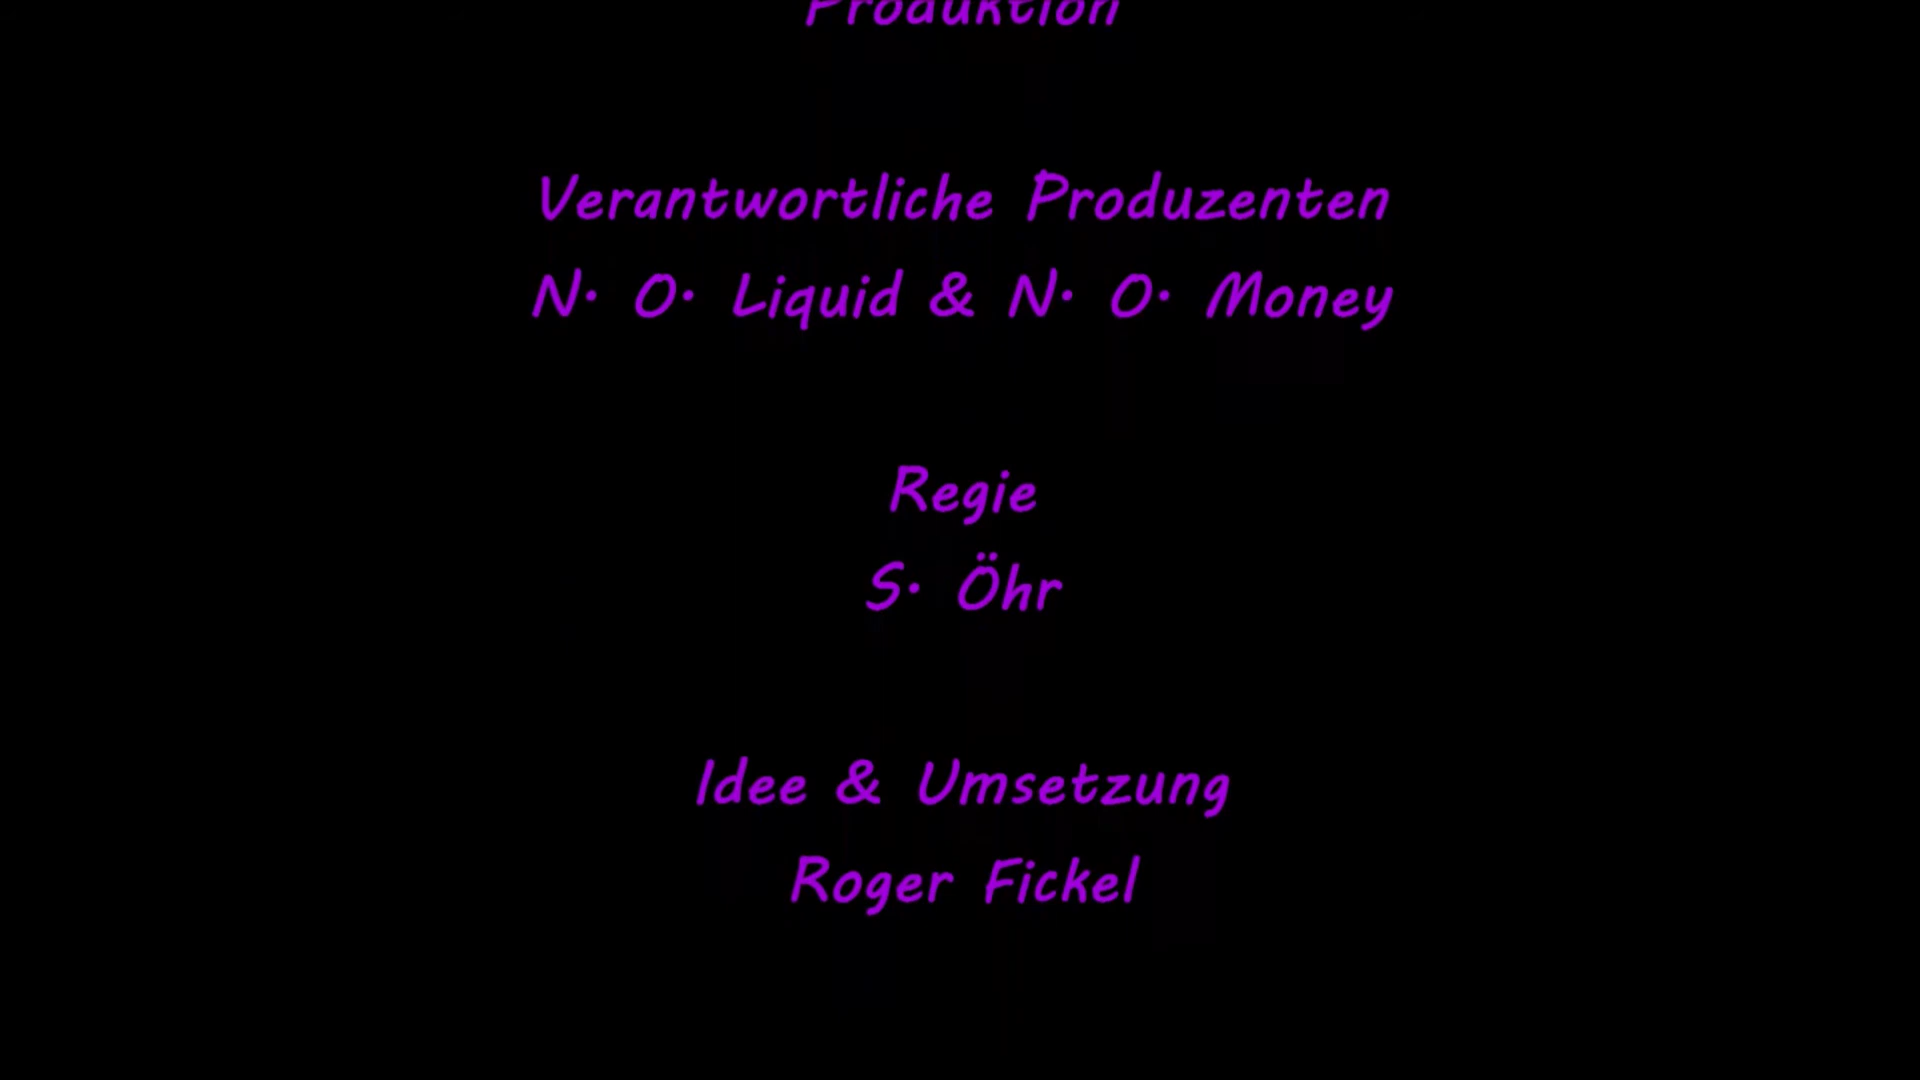 Produktion
Verantwortliche Produzenten
N. O. Liquid & N. O. Money
Regie
S. Öhr
Idee & Umsetzung
Roger Fickel